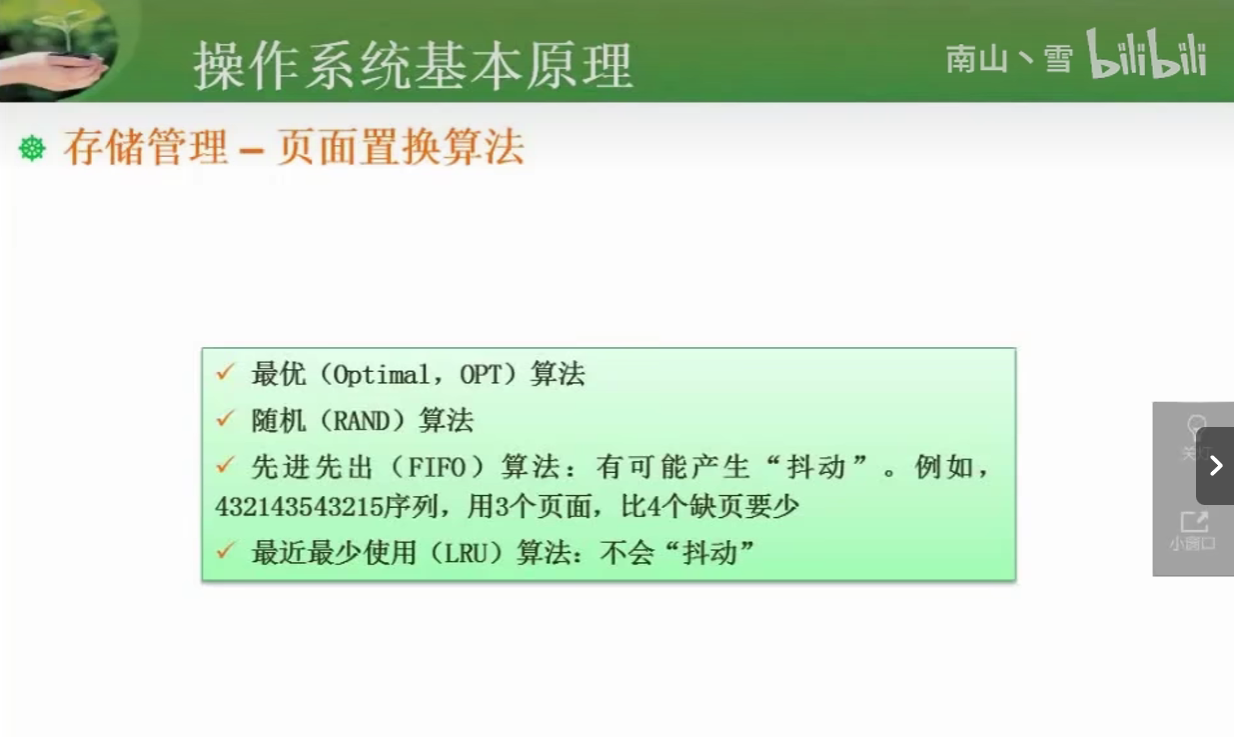 操作系统基本原理
南山丶雪 bilibili
存储管理 – 页面置换算法
✓ 最优（Optimal，OPT）算法
✓ 随机（RAND）算法
✓ 先进先出（FIFO）算法：有可能产生“抖动”。例如，
432143543215序列，用3个页面，比4个缺页要少
✓ 最近最少使用（LRU）算法：不会“抖动”
小窗口